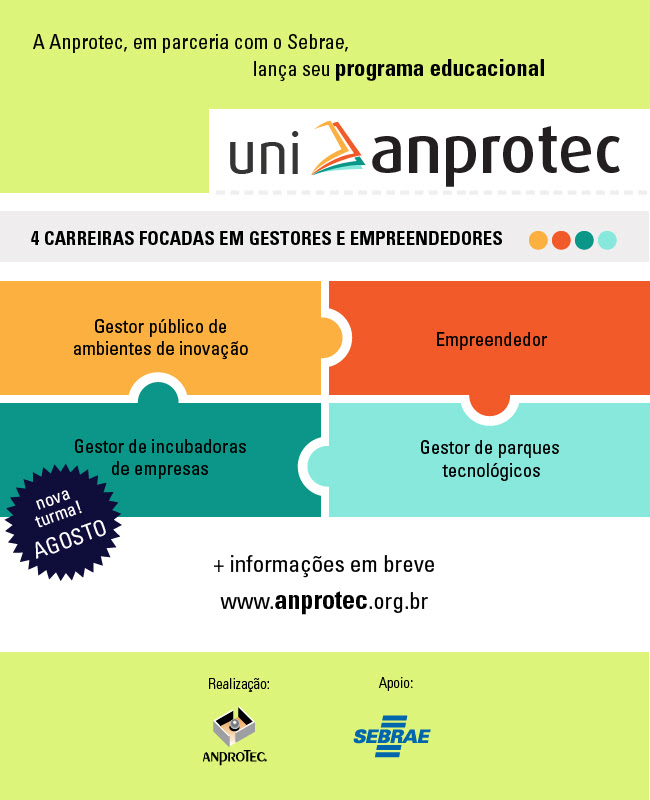 A Anprotec, em parceria com o Sebrae,
lança seu programa educacional
uni anprotec
4 CARREIRAS FOCADAS EM GESTORES E EMPREENDEDORES
Gestor público de
ambientes de inovação
Empreendedor
Gestor de incubadoras
de empresas
Gestor de parques
tecnológicos
nova
turma!
AGOSTO
+ informações em breve
www.anprotec.org.br
Realização:
Apoio:
ANPROTEC.
SEBRAE